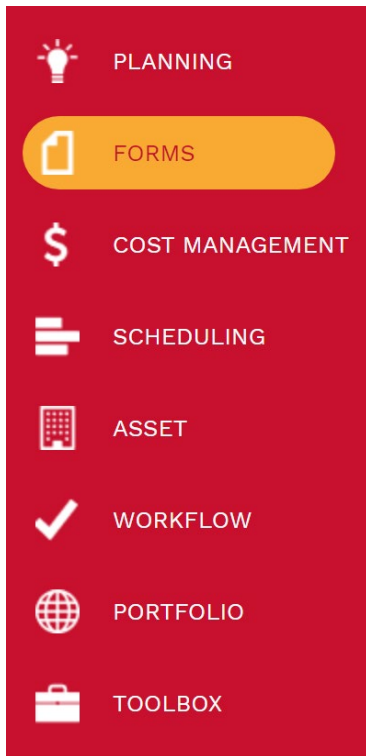 PLANNING
FORMS
COST MANAGEMENT
SCHEDULING
ASSET
WORKFLOW
PORTFOLIO
TOOLBOX